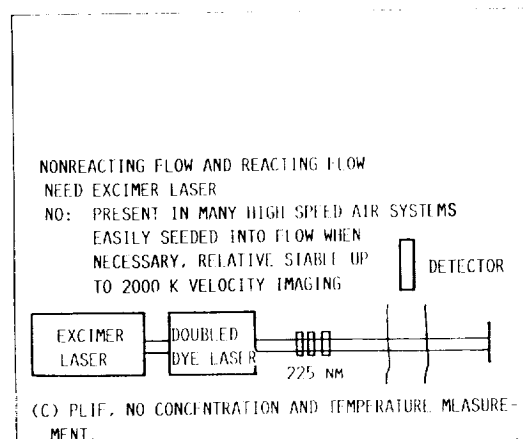 NONREACTING FLOW AND REACTING FLOW
NEED EXCIMER LASER
NO: PRESENT IN MANY HIGH SPEED AIR SYSTEMS
EASILY SEEDED INTO FLOW WHEN
NECESSARY, RELATIVE STABLE UP
TO 2000 K VELOCITY IMAGING
DETECTOR
EXCIMER
LASER
DOUBLED
DYE LASER
225 NM
(C) PLIF, NO CONCENTRATION AND TEMPERATURE MEASURE-
MENT.